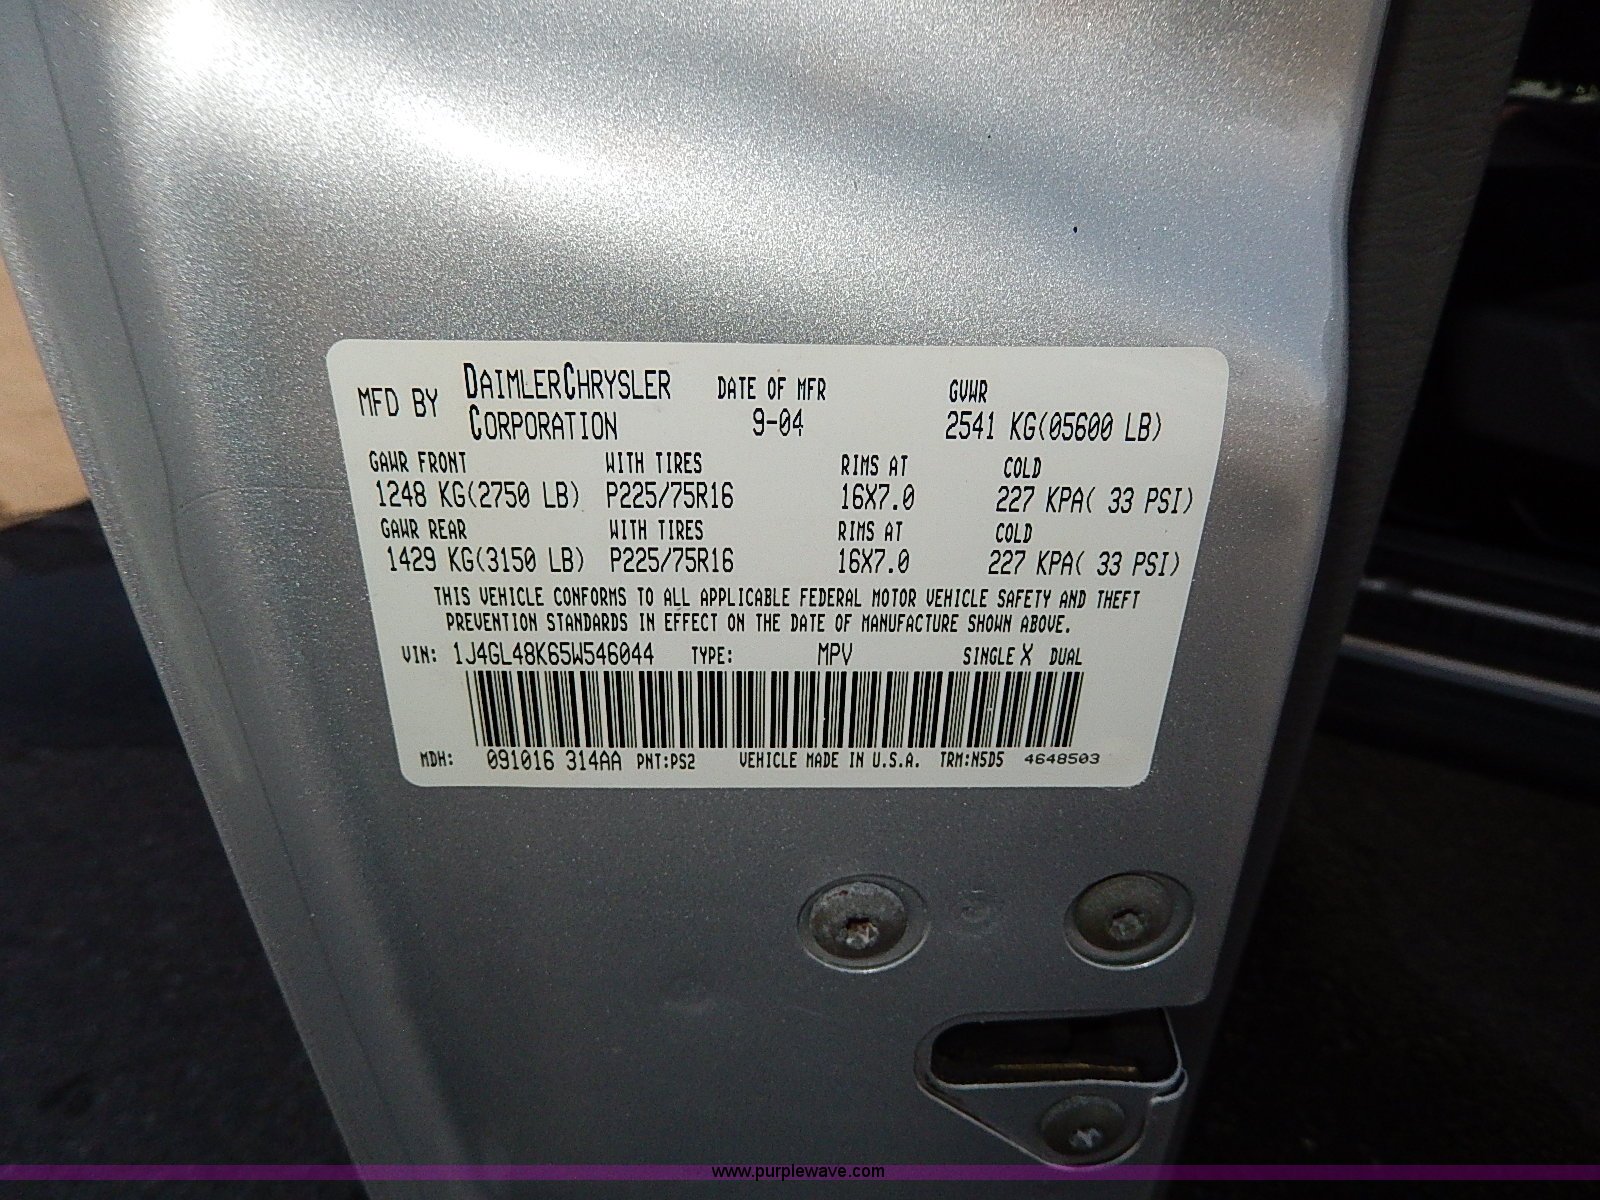 MFD BY DAIMLERCHRYSLER CORPORATION DATE OF MFR 9-04 GVWR 2541 KG(05600 LB)
GAWR FRONT WITH TIRES RIMS AT COLD
1248 KG(2750 LB) P225/75R16 16X7.0 227 KPA( 33 PSI)
GAWR REAR WITH TIRES RIMS AT COLD
1429 KG(3150 LB) P225/75R16 16X7.0 227 KPA( 33 PSI)
THIS VEHICLE CONFORMS TO ALL APPLICABLE FEDERAL MOTOR VEHICLE SAFETY AND THEFT
PREVENTION STANDARDS IN EFFECT ON THE DATE OF MANUFACTURE SHOWN ABOVE.
VIN: 1J4GL48K65W546044 TYPE: MPV SINGLE X DUAL
MDH: 091016 314AA PNT:PS2 VEHICLE MADE IN U.S.A. TRM:N5D5 4648503
www.purplewave.com